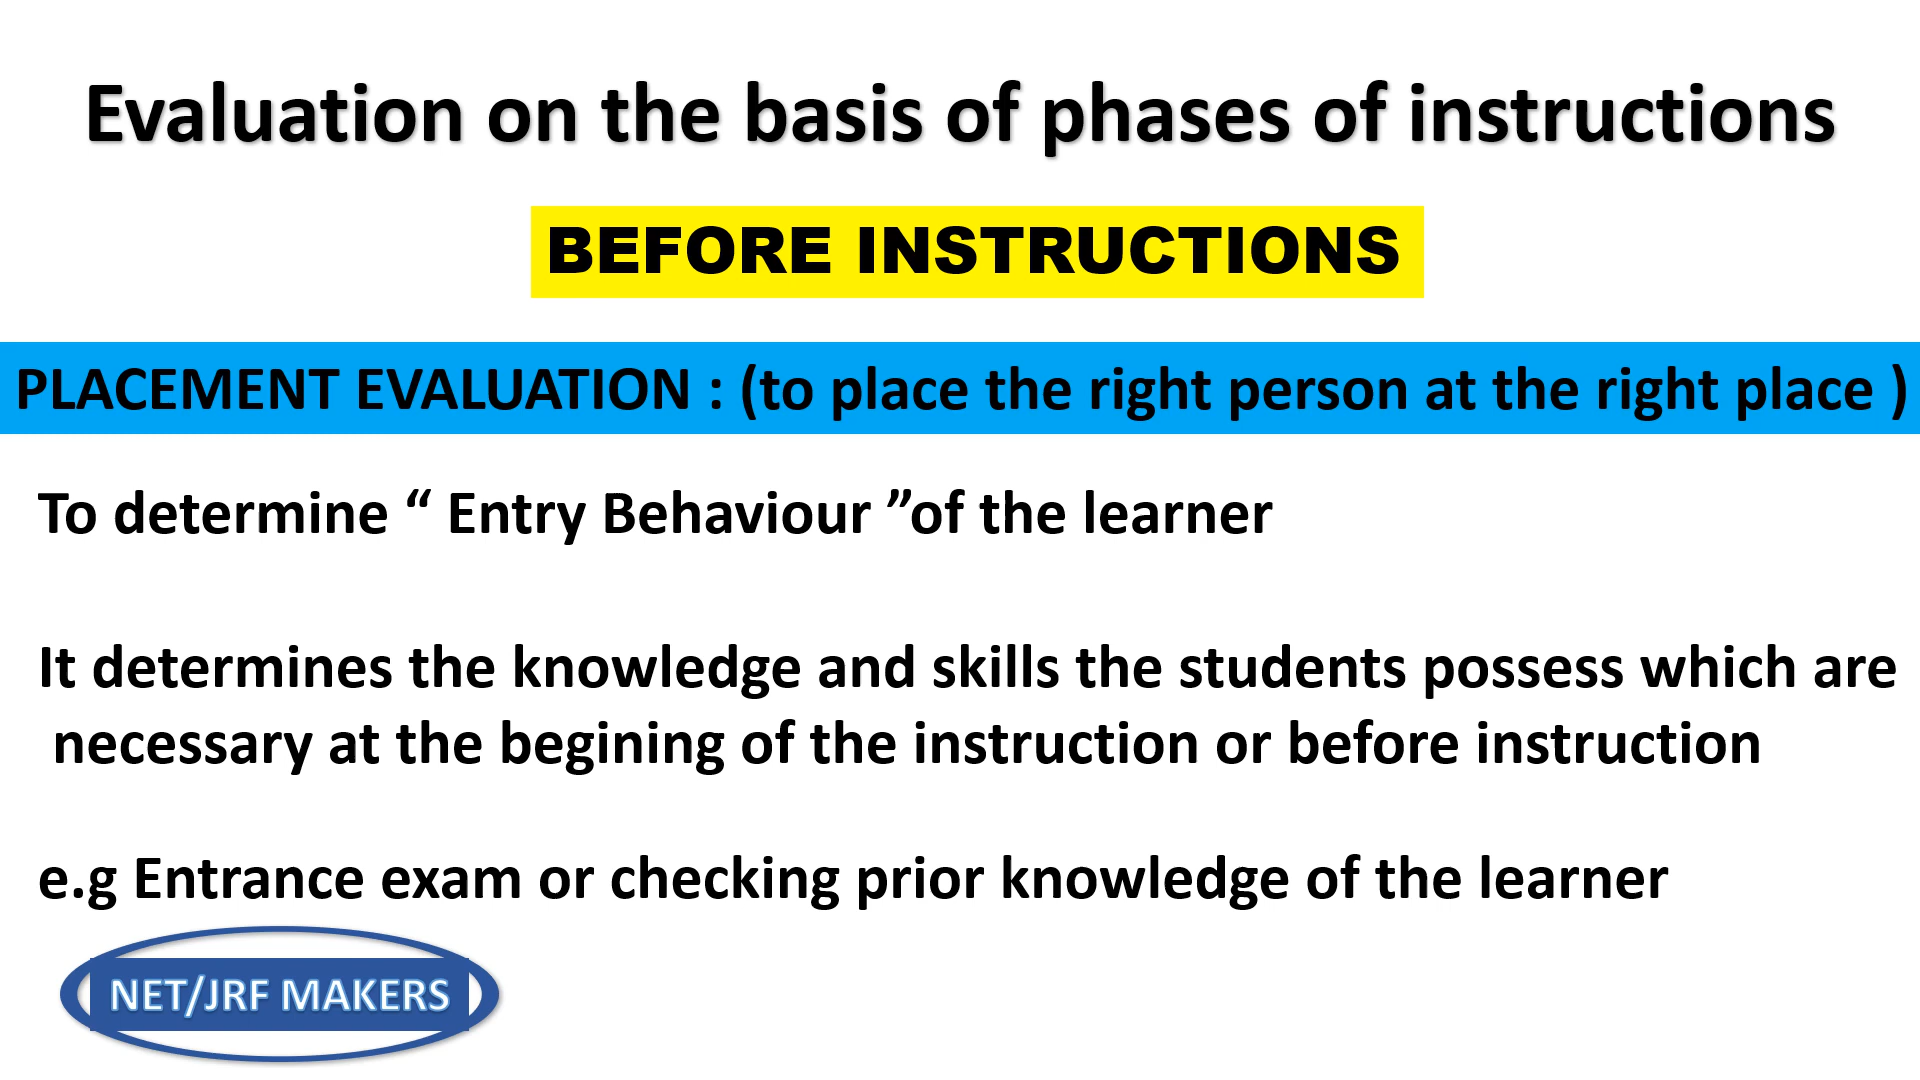 Evaluation on the basis of phases of instructions
BEFORE INSTRUCTIONS
PLACEMENT EVALUATION : (to place the right person at the right place )
To determine “ Entry Behaviour ”of the learner
It determines the knowledge and skills the students possess which are
necessary at the begining of the instruction or before instruction
e.g Entrance exam or checking prior knowledge of the learner
NET/JRF MAKERS